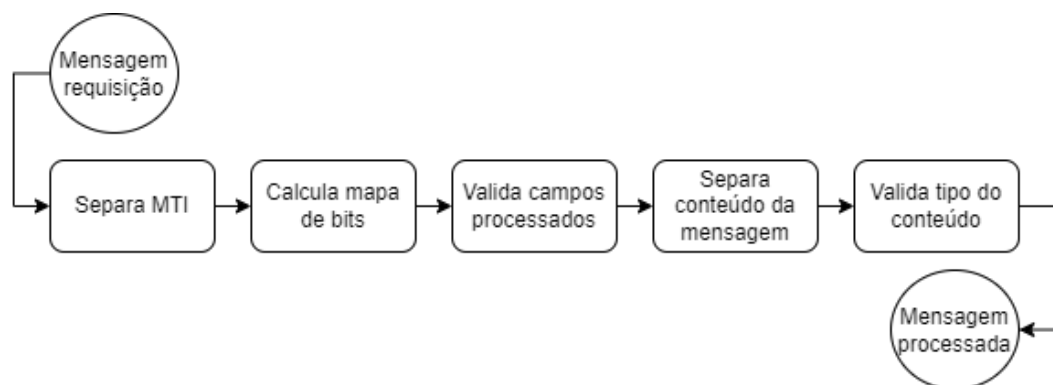 Mensagem
requisição
Separa MTI
Calcula mapa
de bits
Valida campos
processados
Separa
conteúdo da
mensagem
Valida tipo do
conteúdo
Mensagem
processada